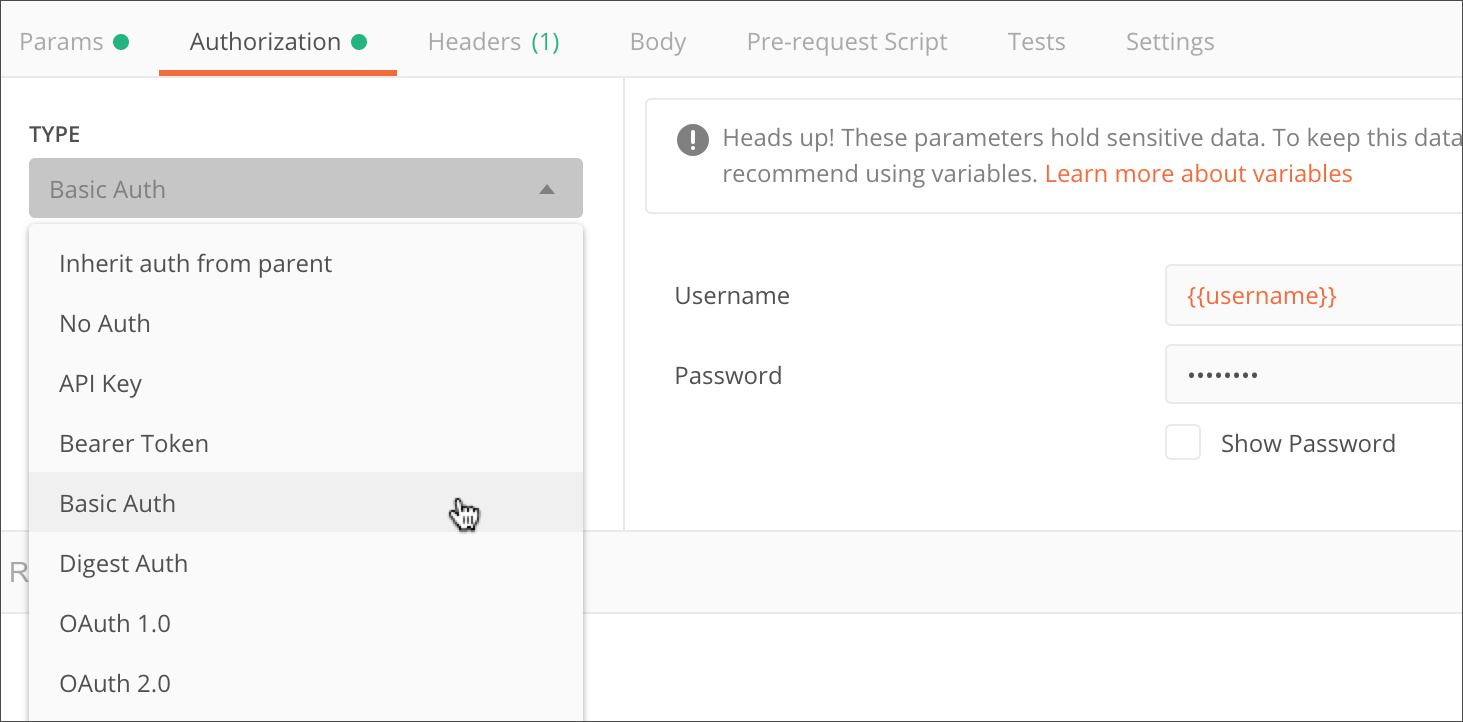 Params Authorization Headers (1) Body Pre-request Script Tests Settings
TYPE
Basic Auth
Inherit auth from parent
No Auth
API Key
Bearer Token
Basic Auth
Digest Auth
OAuth 1.0
OAuth 2.0
Heads up! These parameters hold sensitive data. To keep this data
recommend using variables. Learn more about variables
Username {{username}}
Password ••••••••
Show Password
R